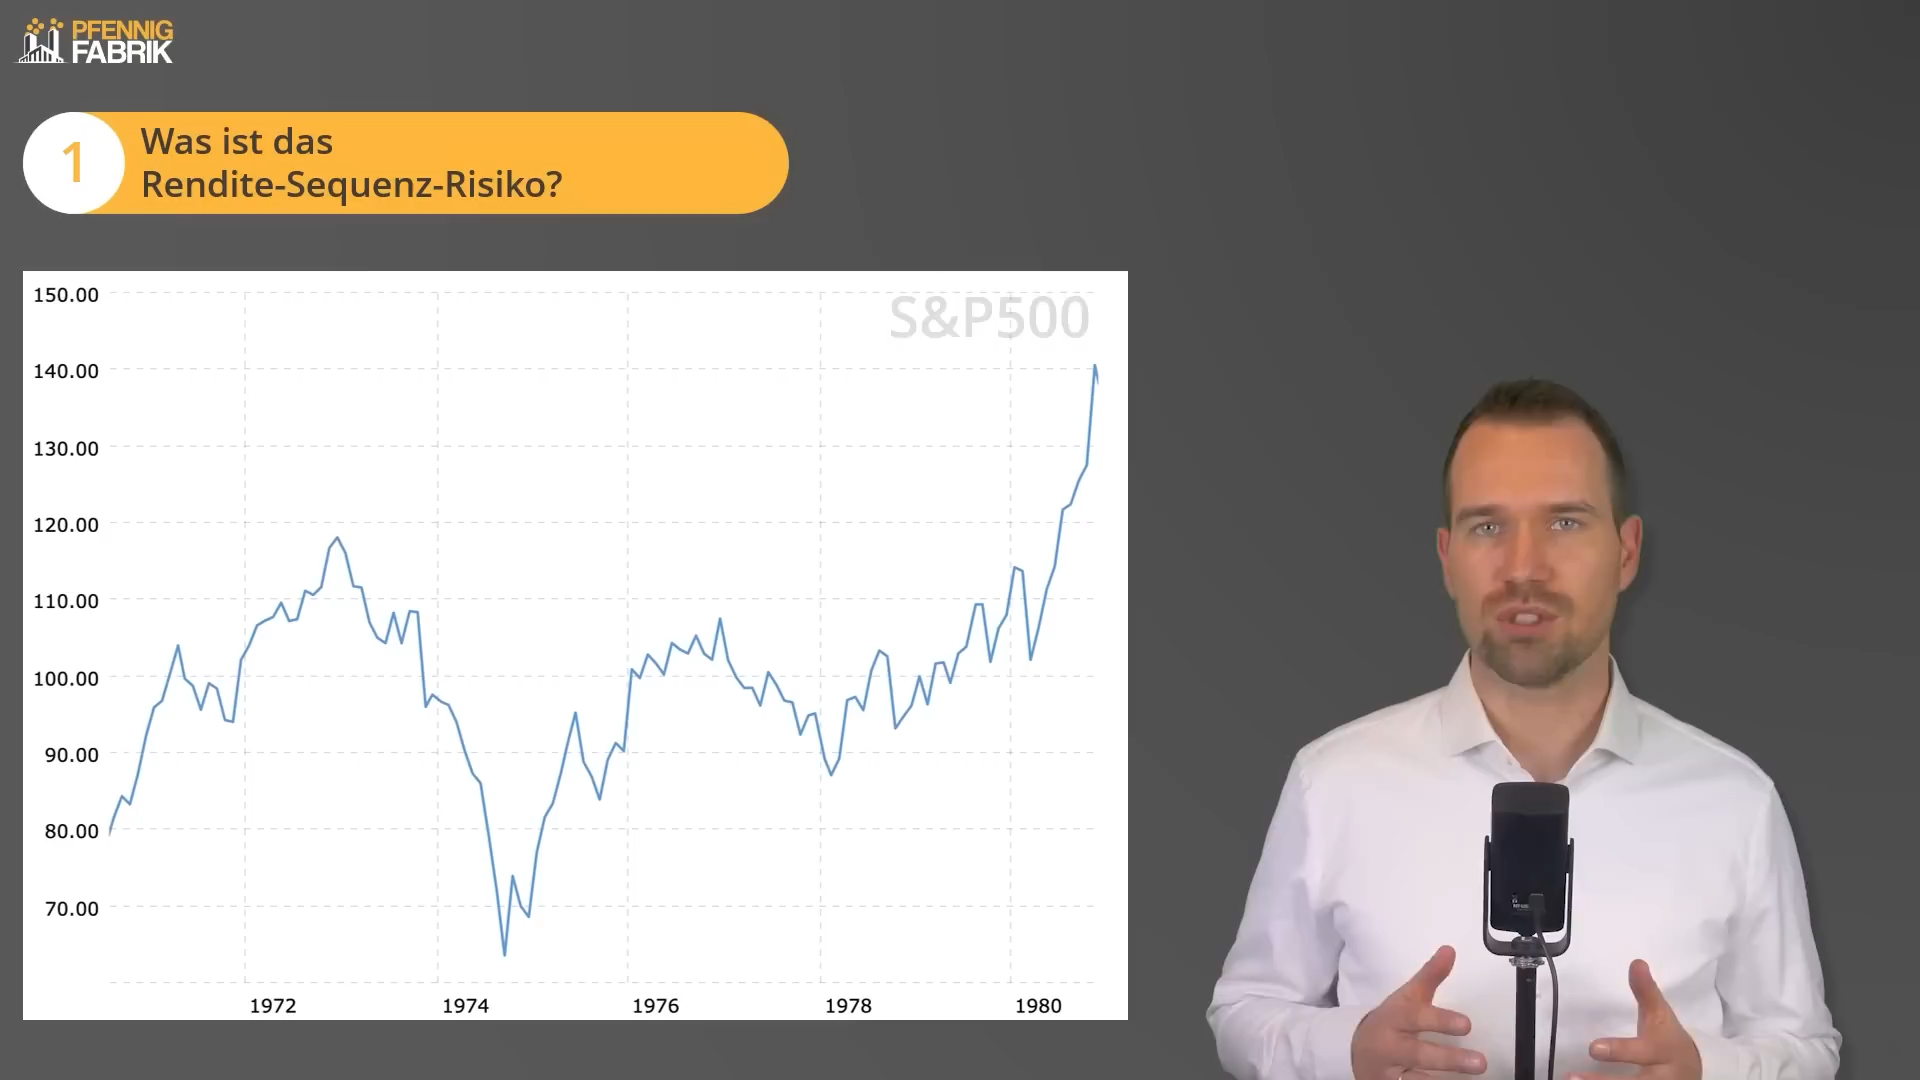 PFENNIG
FABRIK
1
Was ist das
Rendite-Sequenz-Risiko?
S&P500
150.00
140.00
130.00
120.00
110.00
100.00
90.00
80.00
70.00
1972 1974 1976 1978 1980